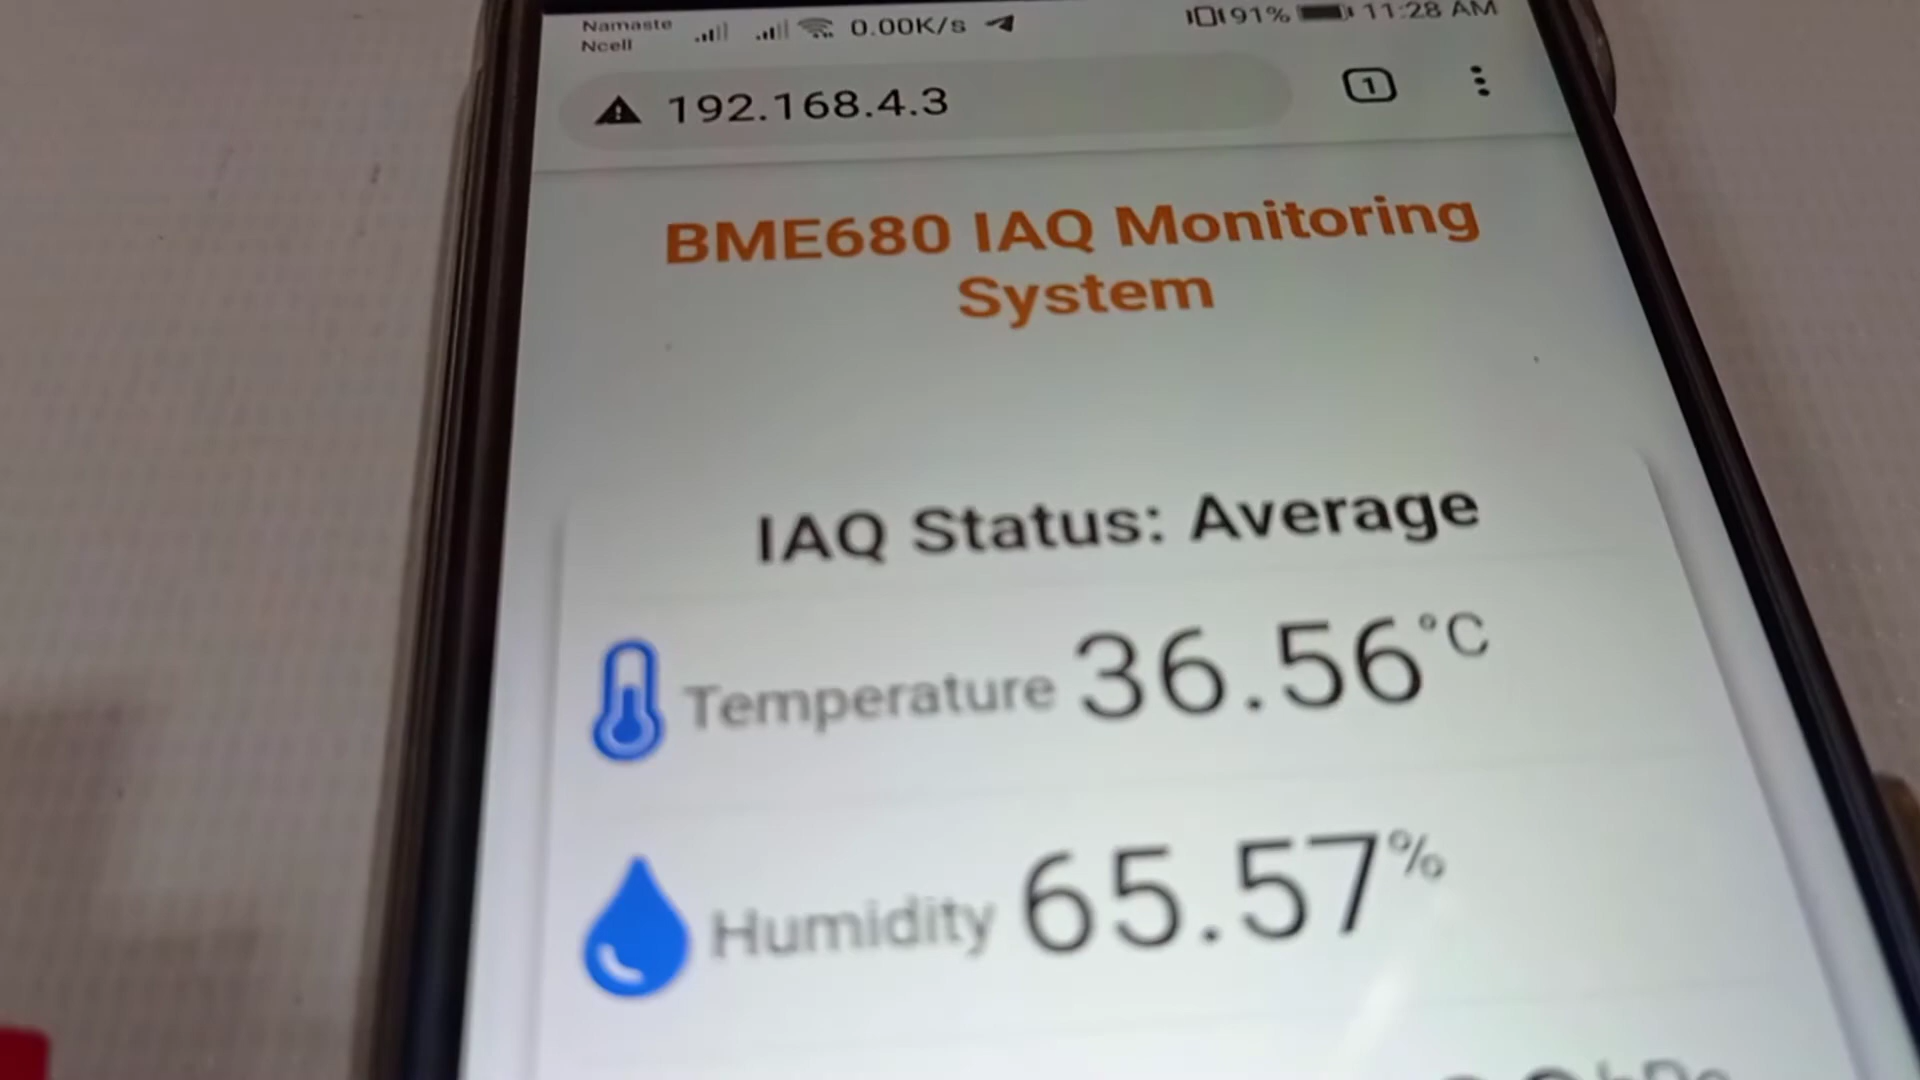 Namaste
Ncell
0.00K/s
91%
11:28 AM
192.168.4.3
1
BME680 IAQ Monitoring
System
IAQ Status: Average
Temperature 36.56°C
Humidity 65.57%